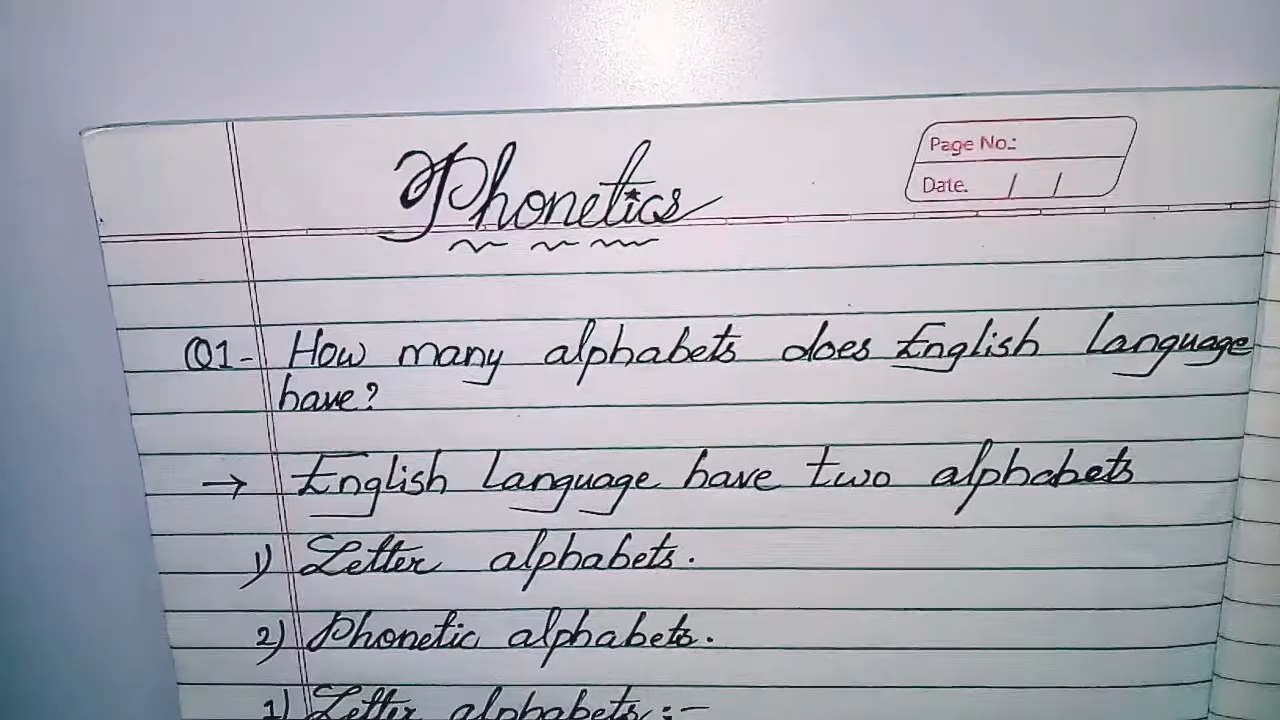 Phonetics
Page No.:
Date. / /
Q1- How many alphabets does English Language
have?
→ English Language have two alphabets
1) Letter alphabets.
2) Phonetic alphabets.
1) Letter alphabets:-